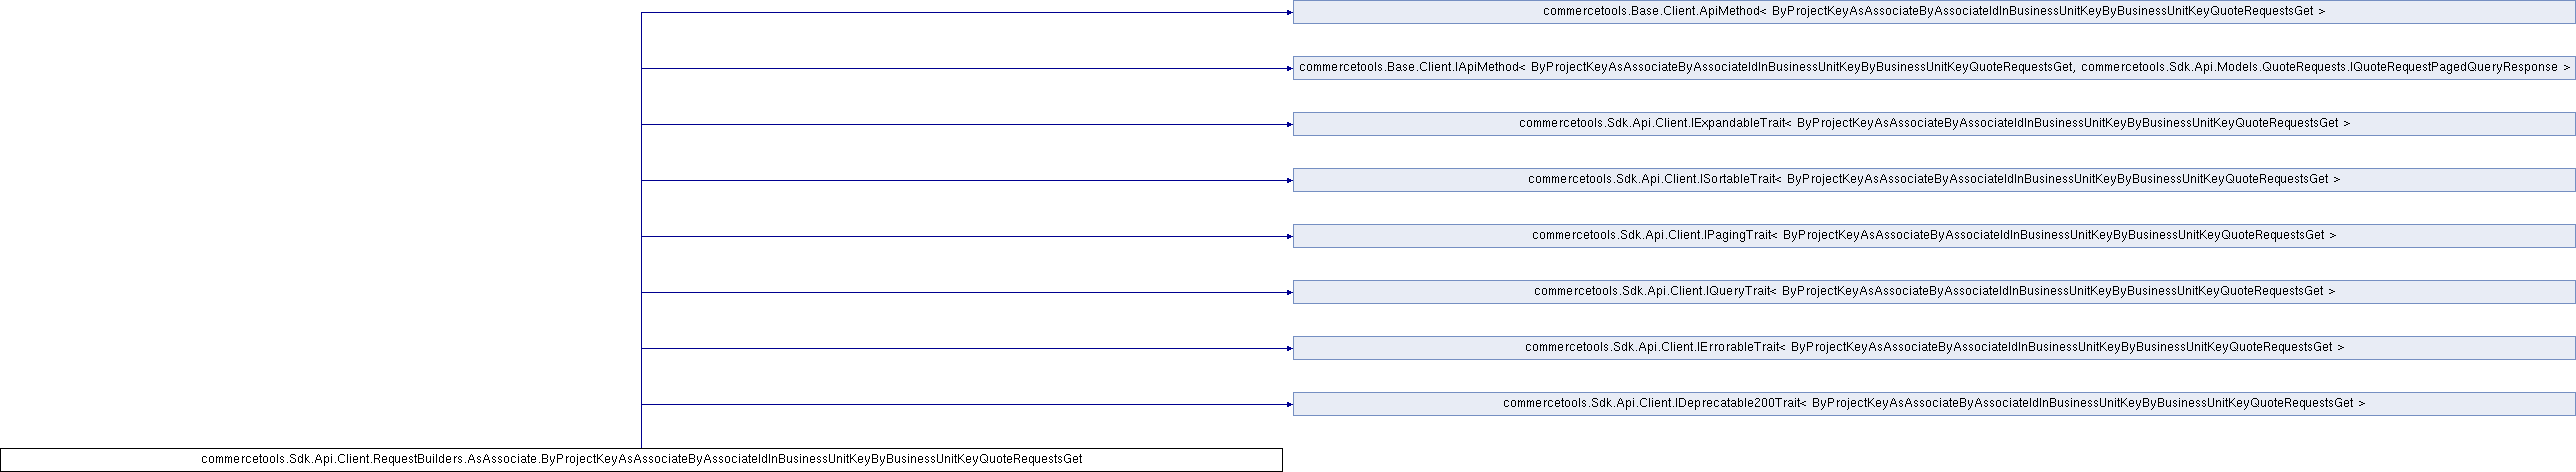 commercetools.Base.Client.ApiMethod< ByProjectKeyAsAssociateByAssociateIdInBusinessUnitKeyByBusinessUnitKeyQuoteRequestsGet >
commercetools.Base.Client.IApiMethod< ByProjectKeyAsAssociateByAssociateIdInBusinessUnitKeyByBusinessUnitKeyQuoteRequestsGet, commercetools.Sdk.Api.Models.QuoteRequests.IQuoteRequestPagedQueryResponse >
commercetools.Sdk.Api.Client.IExpandableTrait< ByProjectKeyAsAssociateByAssociateIdInBusinessUnitKeyByBusinessUnitKeyQuoteRequestsGet >
commercetools.Sdk.Api.Client.ISortableTrait< ByProjectKeyAsAssociateByAssociateIdInBusinessUnitKeyByBusinessUnitKeyQuoteRequestsGet >
commercetools.Sdk.Api.Client.IPagingTrait< ByProjectKeyAsAssociateByAssociateIdInBusinessUnitKeyByBusinessUnitKeyQuoteRequestsGet >
commercetools.Sdk.Api.Client.IQueryTrait< ByProjectKeyAsAssociateByAssociateIdInBusinessUnitKeyByBusinessUnitKeyQuoteRequestsGet >
commercetools.Sdk.Api.Client.IErrorableTrait< ByProjectKeyAsAssociateByAssociateIdInBusinessUnitKeyByBusinessUnitKeyQuoteRequestsGet >
commercetools.Sdk.Api.Client.IDeprecatable200Trait< ByProjectKeyAsAssociateByAssociateIdInBusinessUnitKeyByBusinessUnitKeyQuoteRequestsGet >
commercetools.Sdk.Api.Client.RequestBuilders.AsAssociate.ByProjectKeyAsAssociateByAssociateIdInBusinessUnitKeyByBusinessUnitKeyQuoteRequestsGet